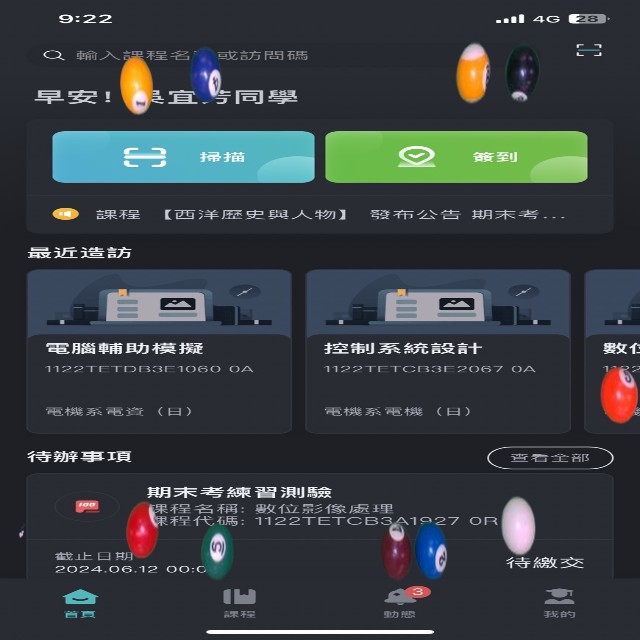 9:22
4G 28
輸入課程名 或訪問碼
早安! 吳宜芳同學
掃描
簽到
課程 【西洋歷史與人物】 發布公告 期末考...
最近造訪
電腦輔助模擬
1122TETDB3E1060 0A
電機系電資 (日)
控制系統設計
1122TETCB3E2067 0A
電機系電機 (日)
數位
待辦事項
查看全部
100
期末考練習測驗
課程名稱: 數位影像處理
課程代碼: 1122TETCB3A1927 0R
截止日期
2024.06.12 00:0
待繳交
首頁
課程
3
動態
我的